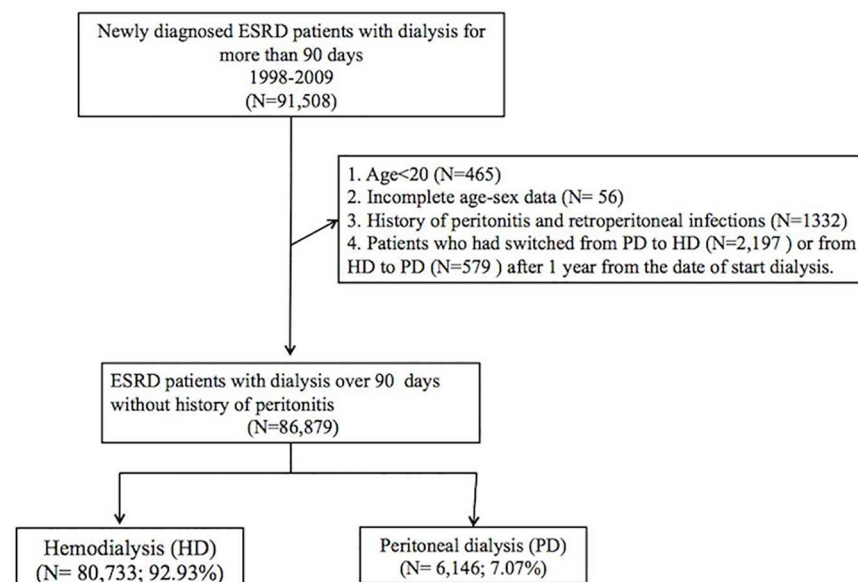 Newly diagnosed ESRD patients with dialysis for
more than 90 days
1998-2009
(N=91,508)
1. Age<20 (N=465)
2. Incomplete age-sex data (N= 56)
3. History of peritonitis and retroperitoneal infections (N=1332)
4. Patients who had switched from PD to HD (N=2,197 ) or from
HD to PD (N=579 ) after 1 year from the date of start dialysis.
ESRD patients with dialysis over 90 days
without history of peritonitis
(N=86,879)
Hemodialysis (HD)
(N= 80,733; 92.93%)
Peritoneal dialysis (PD)
(N= 6,146; 7.07%)